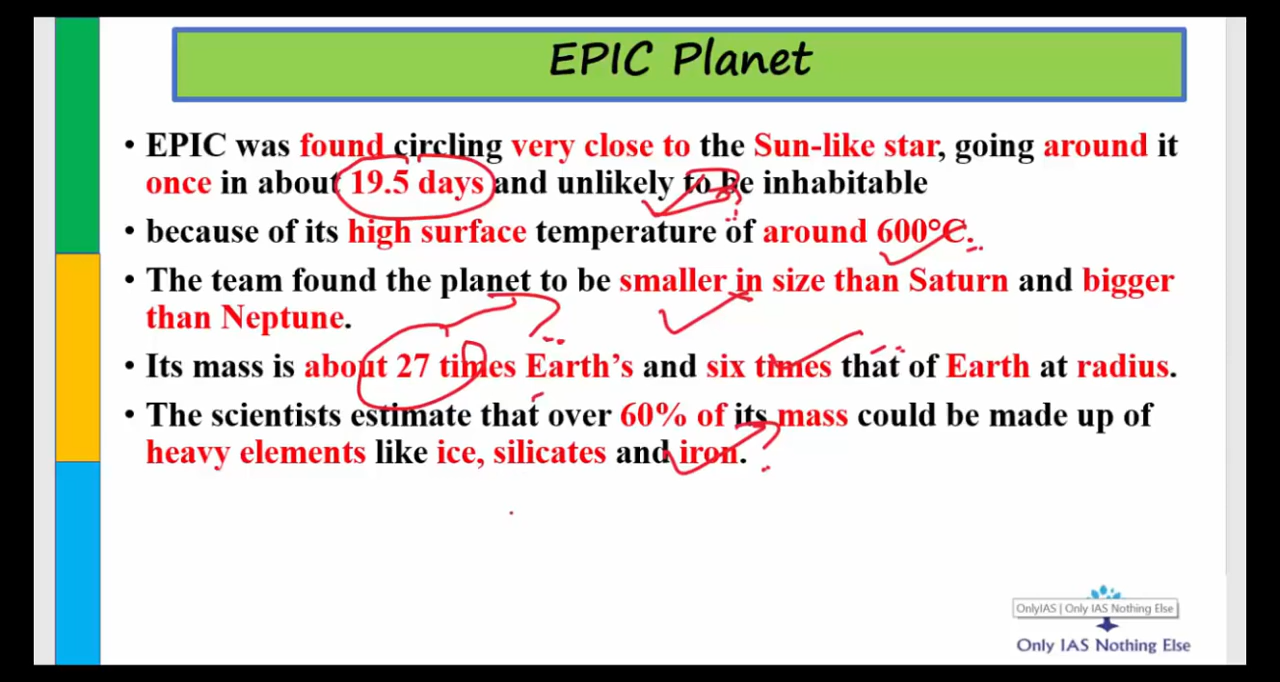 EPIC Planet
• EPIC was found circling very close to the Sun-like star, going around it
once in about 19.5 days and unlikely to be inhabitable
• because of its high surface temperature of around 600°C.
• The team found the planet to be smaller in size than Saturn and bigger
than Neptune.
• Its mass is about 27 times Earth’s and six times that of Earth at radius.
• The scientists estimate that over 60% of its mass could be made up of
heavy elements like ice, silicates and iron.
OnlyIAS | Only IAS Nothing Else
Only IAS Nothing Else